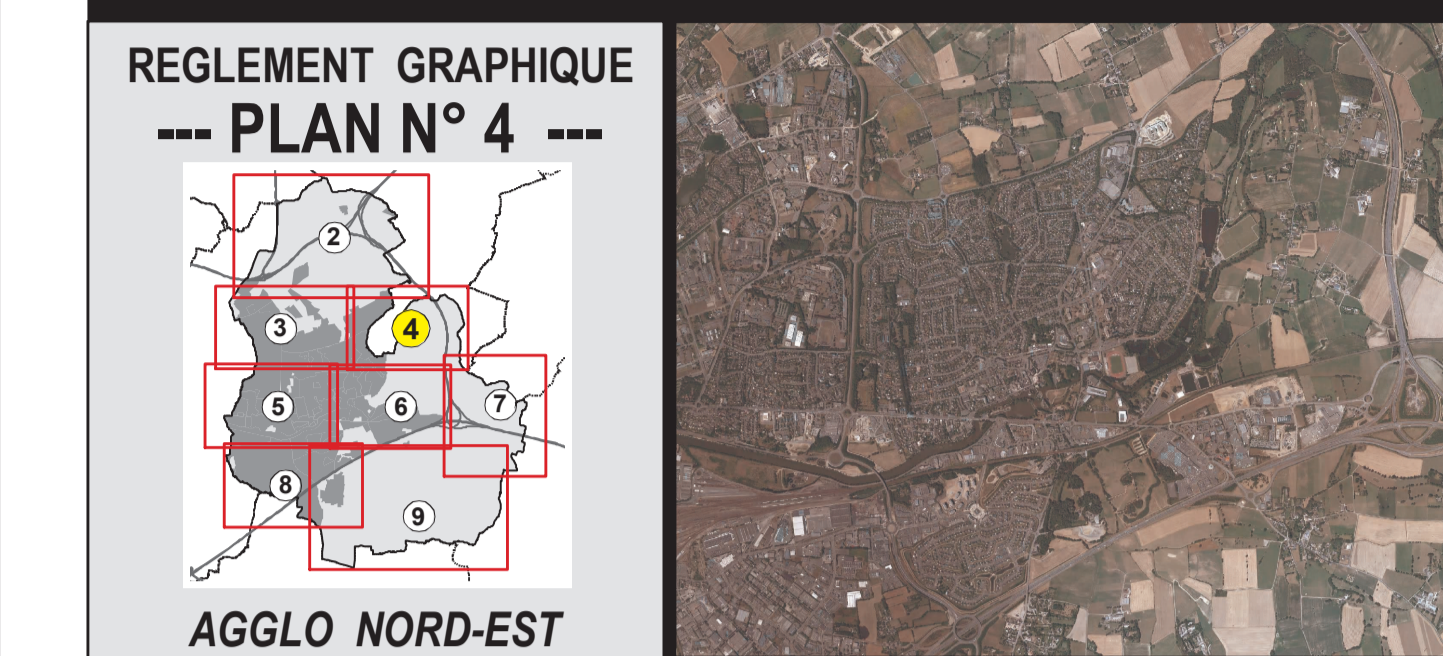 REGLEMENT GRAPHIQUE
--- PLAN N° 4 ---
2
3
4
5
6
7
8
9
AGGLO NORD-EST